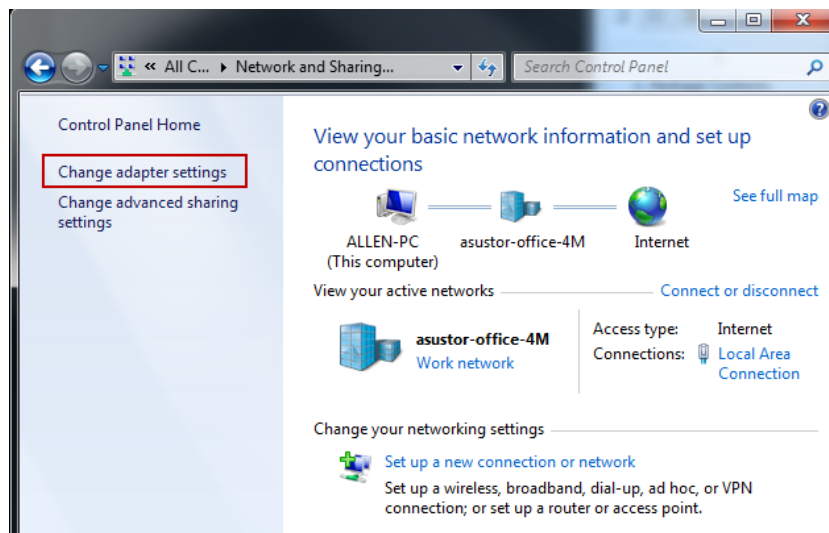 « All C... ▸ Network and Sharing...
Search Control Panel
Control Panel Home
Change adapter settings
Change advanced sharing
settings
View your basic network information and set up
connections
See full map
ALLEN-PC
(This computer)
asustor-office-4M
Internet
View your active networks
Connect or disconnect
asustor-office-4M
Work network
Access type: Internet
Connections: Local Area
Connection
Change your networking settings
Set up a new connection or network
Set up a wireless, broadband, dial-up, ad hoc, or VPN
connection; or set up a router or access point.